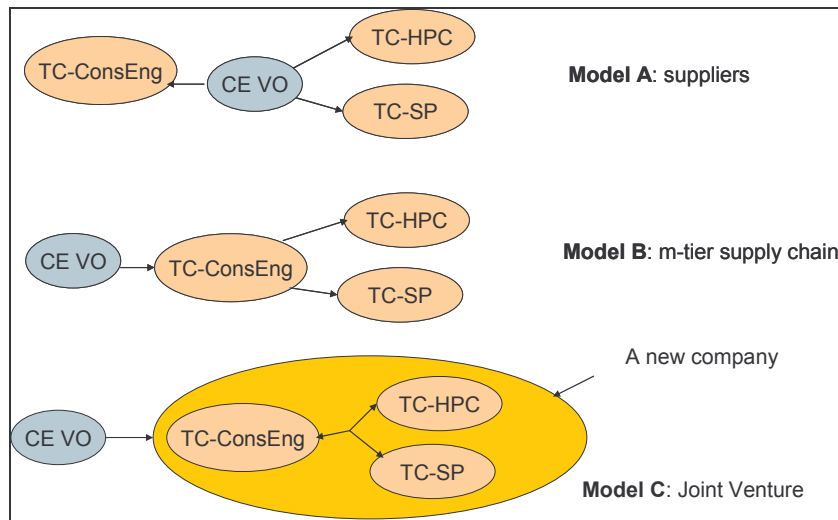 TC-HPC
TC-ConsEng
CE VO
Model A: suppliers
TC-SP
TC-HPC
CE VO
TC-ConsEng
Model B: m-tier supply chain
TC-SP
A new company
TC-HPC
CE VO
TC-ConsEng
TC-SP
Model C: Joint Venture